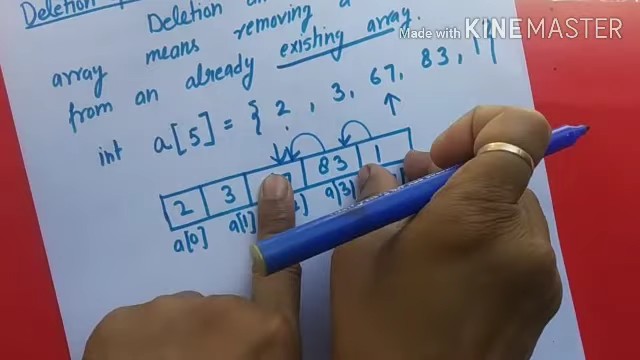 Made with KINEMASTER
Deletion
Deletion
array means removing a
from an already existing array.
int a[5] = { 2, 3, 67, 83, 1}
2 3 83 1
a[0] a[1] a[3]